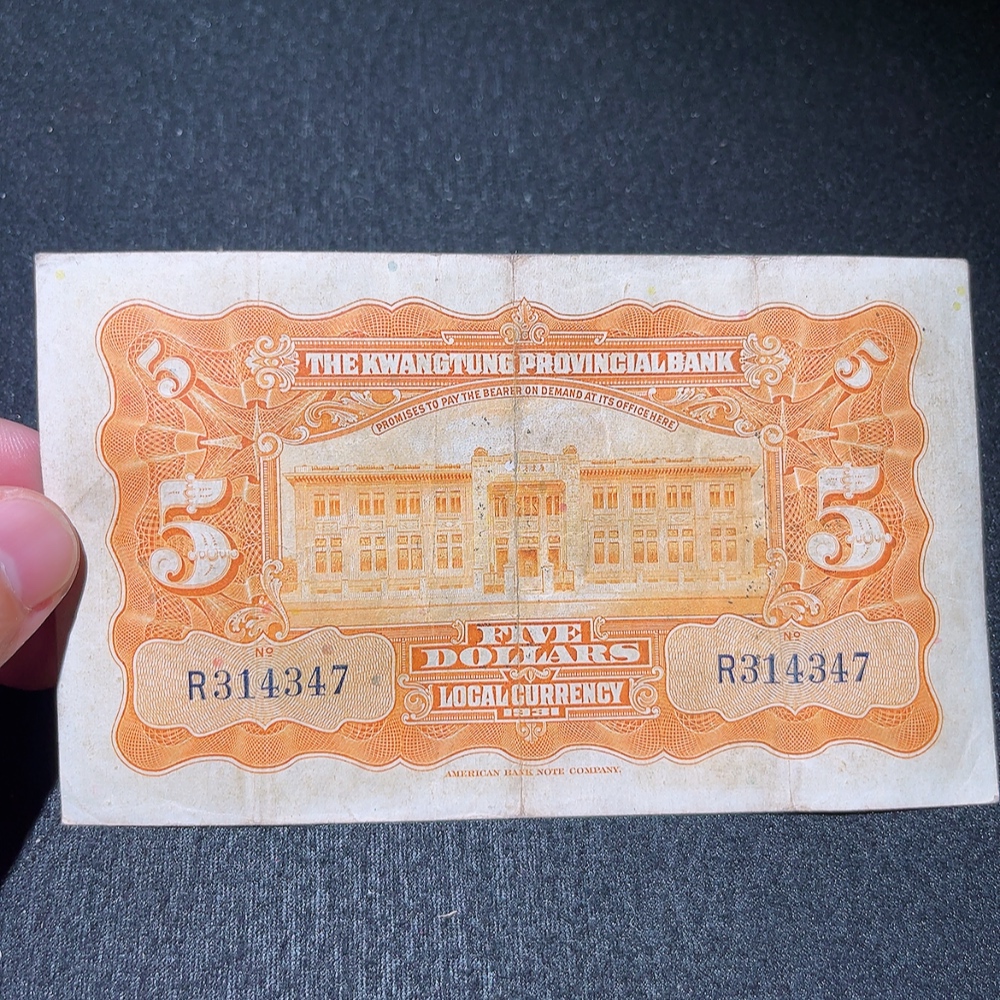 THE KWANGTUNG PROVINCIAL BANK
PROMISES TO PAY THE BEARER ON DEMAND AT ITS OFFICE HERE
5 5
5 5
FIVE
DOLLARS
Nº Nº
R314347 R314347
LOCAL CURRENCY
1931
AMERICAN BANK NOTE COMPANY.